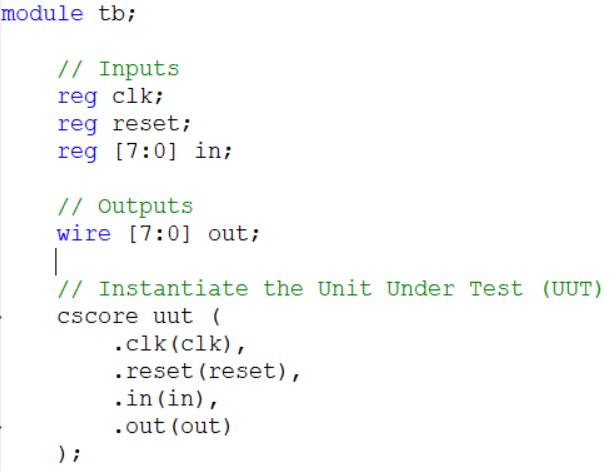 module tb;
// Inputs
reg clk;
reg reset;
reg [7:0] in;
// Outputs
wire [7:0] out;
// Instantiate the Unit Under Test (UUT)
cscore uut (
.clk(clk),
.reset(reset),
.in(in),
.out(out)
);